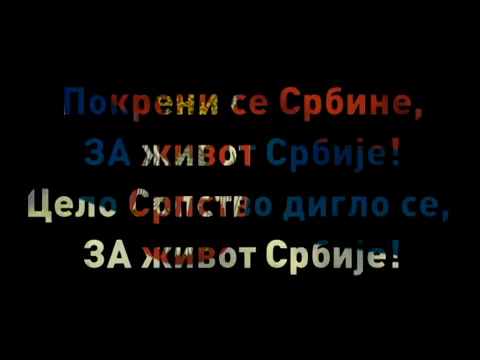 Покрени се Србине,
ЗА живот Србије!
Цело Српство дигло се,
ЗА живот Србије!